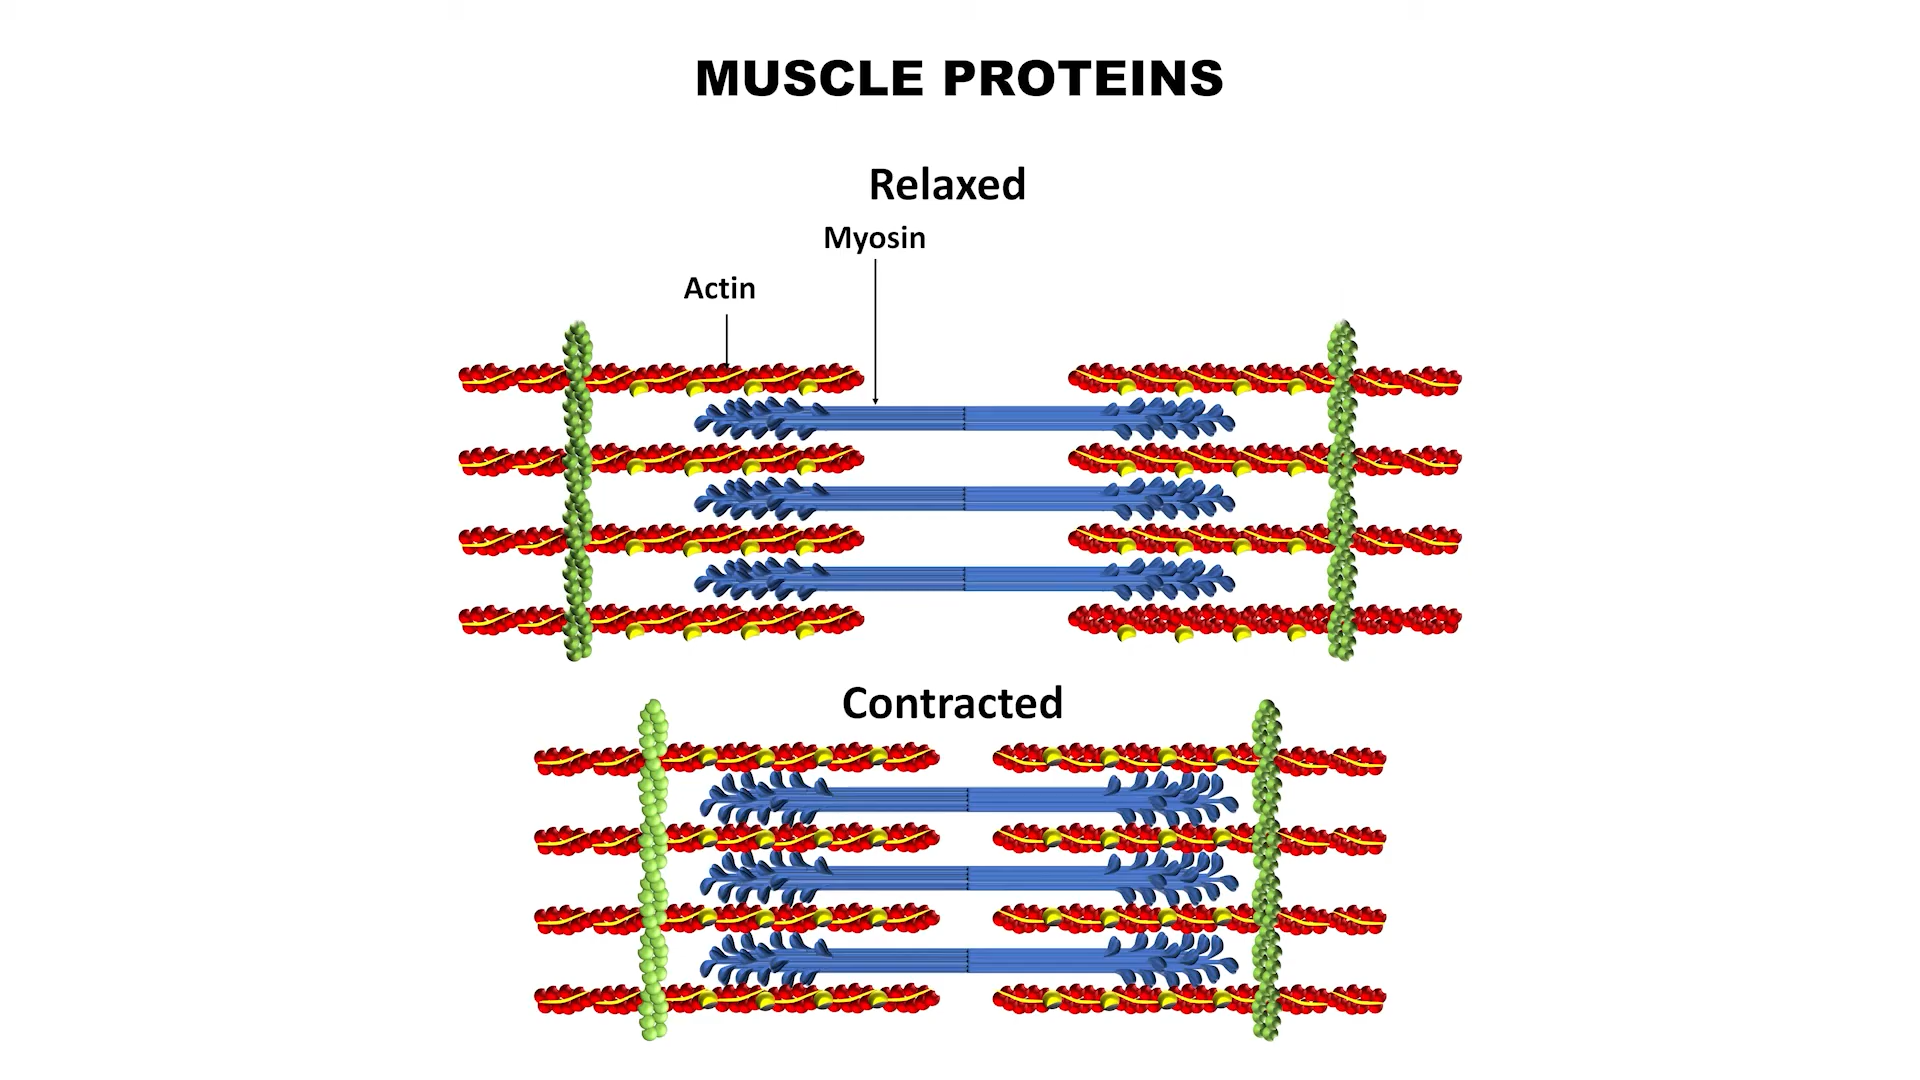 MUSCLE PROTEINS
Relaxed
Myosin
Actin
Contracted